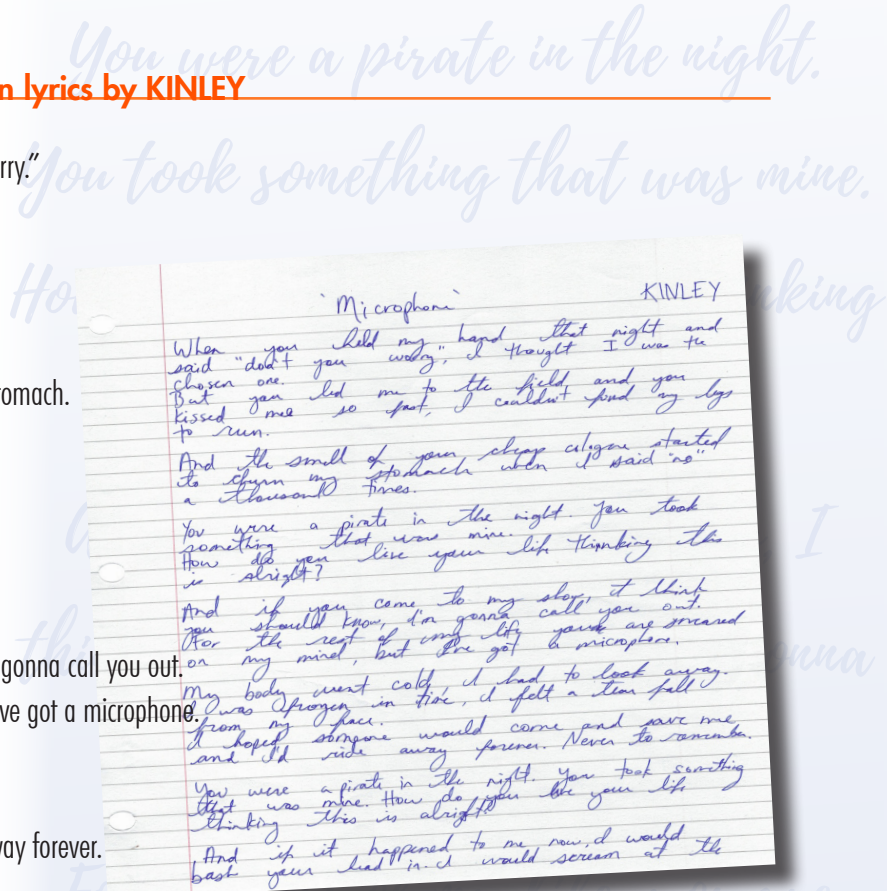 You were a pirate in the night.
n lyrics by KINLEY
rry."
You took something that was mine.
Ho
nking
`Microphone`
KINLEY
When you held my hand that night and
said "don't you worry," I thought I was the
chosen one.
But you led me to the field and you
kissed me so fast, I couldn't find my legs
to run.
tomach.
And the smell of your cheap cologne started
to churn my stomach when I said "no"
a thousand times.
You were a pirate in the night. You took
something that was mine.
How do you live your life thinking this
is alright?
I
And if you come to my show, I think
you should know, I'm gonna call you out.
For the rest of my life you are smeared
on my mind, but I've got a microphone.
thi
onna
gonna call you out.
ve got a microphone.
My body went cold, I had to look away.
I was frozen in time, I felt a tear fall
from my face.
I hoped someone would come and save me
and I'd ride away forever. Never to remember.
You were a pirate in the night. You took something
that was mine. How do you live your life
thinking this is alright?
way forever.
And if it happened to me now, I would
bash your head in. I would scream at the